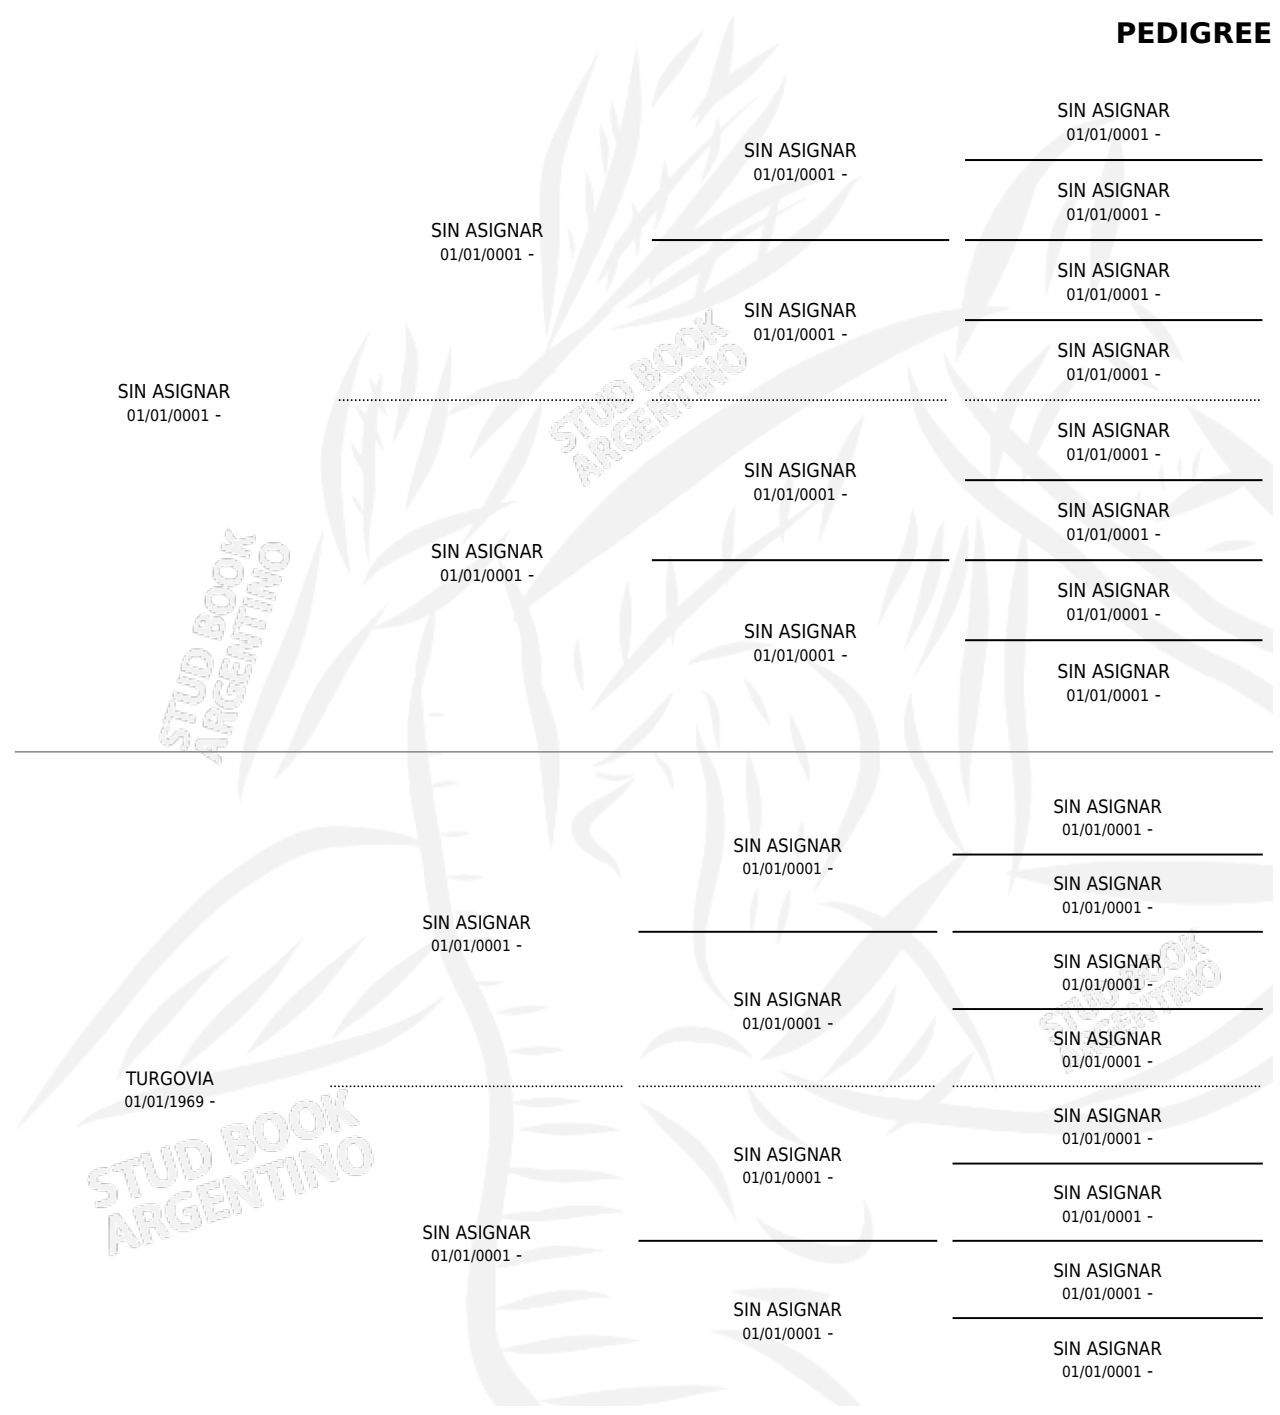 PEDIGREE
SIN ASIGNAR
01/01/0001 -
SIN ASIGNAR
01/01/0001 -
SIN ASIGNAR
01/01/0001 -
SIN ASIGNAR
01/01/0001 -
SIN ASIGNAR
01/01/0001 -
SIN ASIGNAR
01/01/0001 -
SIN ASIGNAR
01/01/0001 -
SIN ASIGNAR
01/01/0001 -
SIN ASIGNAR
01/01/0001 -
SIN ASIGNAR
01/01/0001 -
SIN ASIGNAR
01/01/0001 -
SIN ASIGNAR
01/01/0001 -
SIN ASIGNAR
01/01/0001 -
SIN ASIGNAR
01/01/0001 -
SIN ASIGNAR
01/01/0001 -
STUD BOOK
ARGENTINO
STUD BOOK
ARGENTINO
SIN ASIGNAR
01/01/0001 -
SIN ASIGNAR
01/01/0001 -
SIN ASIGNAR
01/01/0001 -
SIN ASIGNAR
01/01/0001 -
SIN ASIGNAR
01/01/0001 -
SIN ASIGNAR
01/01/0001 -
SIN ASIGNAR
01/01/0001 -
TURGOVIA
01/01/1969 -
SIN ASIGNAR
01/01/0001 -
SIN ASIGNAR
01/01/0001 -
SIN ASIGNAR
01/01/0001 -
SIN ASIGNAR
01/01/0001 -
SIN ASIGNAR
01/01/0001 -
SIN ASIGNAR
01/01/0001 -
SIN ASIGNAR
01/01/0001 -
STUD BOOK
ARGENTINO
STUD BOOK
ARGENTINO